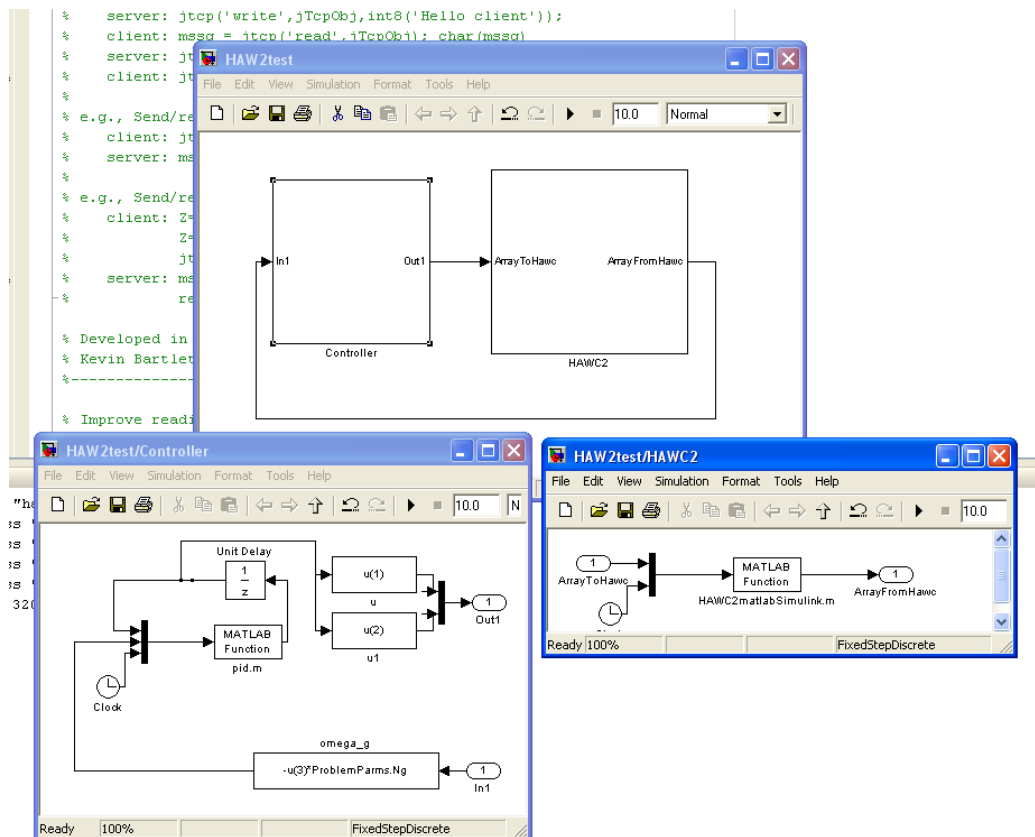 %    server: jtcp('write',jTcpObj,int8('Hello client'));
%    client: mssg = jtcp('read',jTcpObj); char(mssg)
%    server: jt
%    client: jt
%
% e.g., Send/re
%    client: jt
%    server: ms
%
% e.g., Send/re
%    client: Z=
%            Z=
%            jt
%    server: ms
%            re
% Developed in
% Kevin Bartlet
%--------------
% Improve readi
HAW2test
File Edit View Simulation Format Tools Help
10.0 Normal
In1 Out1
Controller
ArrayToHawc ArrayFromHawc
HAWC2
HAW2test/Controller
File Edit View Simulation Format Tools Help
10.0 N
Unit Delay
1
z
u(1)
u
u(2)
u1
1
Out1
MATLAB
Function
pid.m
Clock
omega_g
-u(3)*ProblemParms.Ng
1
In1
Ready 100% FixedStepDiscrete
HAW2test/HAWC2
File Edit View Simulation Format Tools Help
10.0
1
ArrayToHawc
MATLAB
Function
HAWC2matlabSimulink.m
1
ArrayFromHawc
Ready 100% FixedStepDiscrete